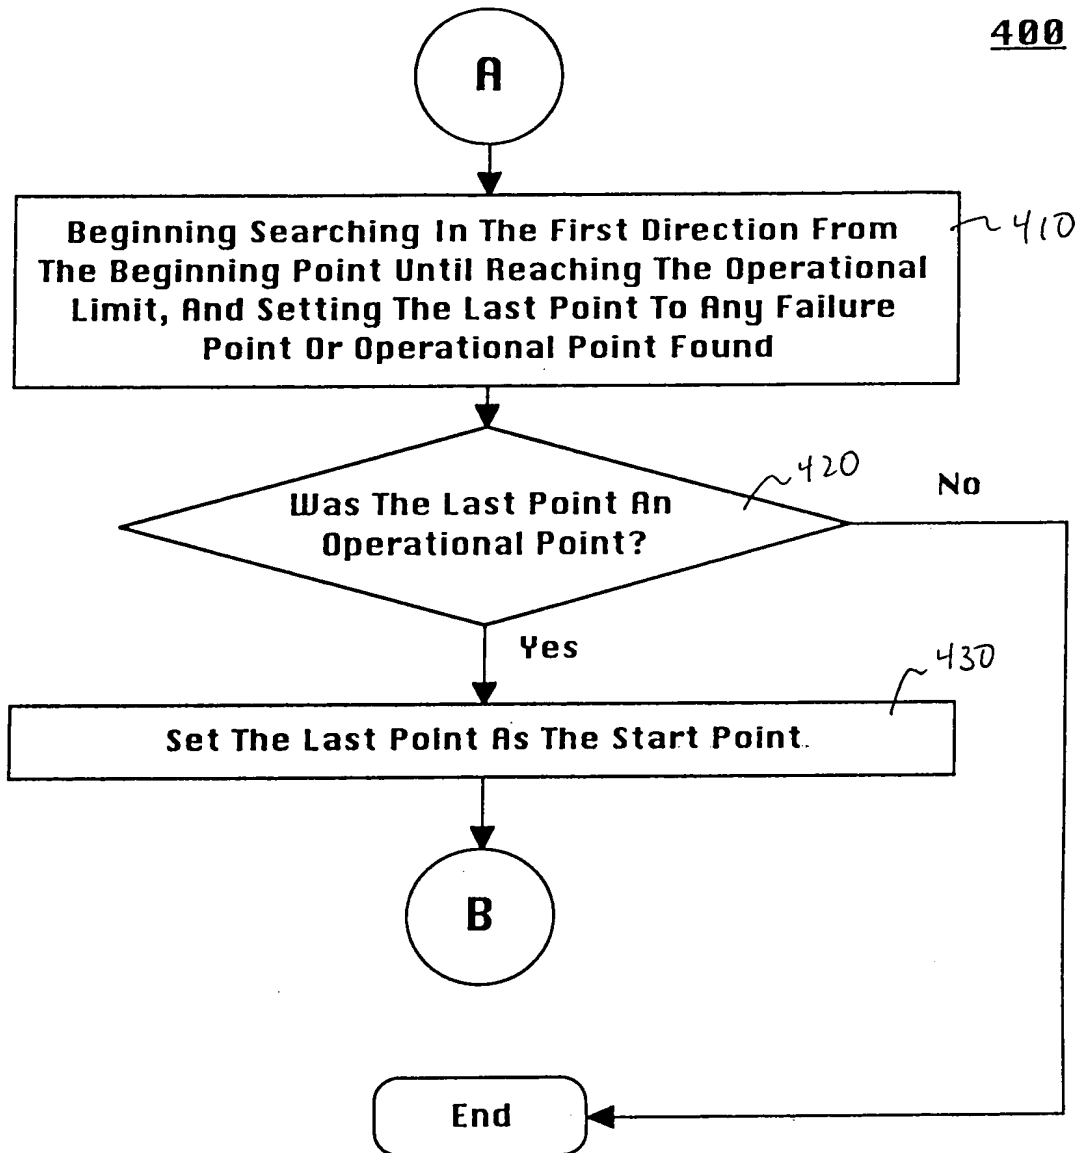 400
A
Beginning Searching In The First Direction From
The Beginning Point Until Reaching The Operational
Limit, And Setting The Last Point To Any Failure
Point Or Operational Point Found
410
Was The Last Point An
Operational Point?
420
No
Yes
430
Set The Last Point As The Start Point.
B
End